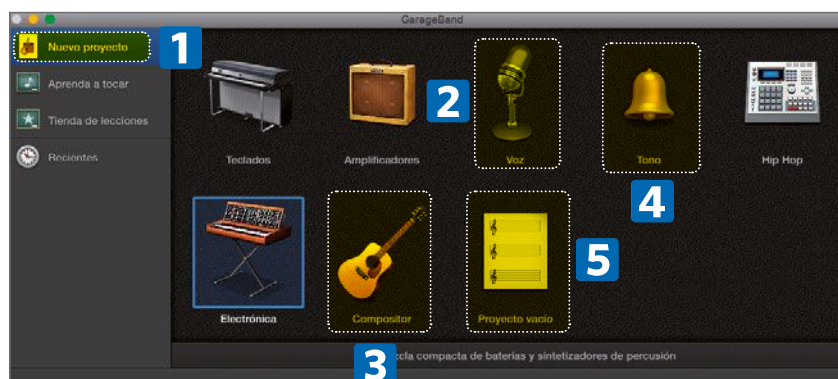 GarageBand
Nuevo proyecto
1
Aprenda a tocar
Tienda de lecciones
Recientes
2
Teclados
Amplificadores
Voz
Tono
Hip Hop
4
5
Electrónica
Compositor
Proyecto vacío
3
zcla compacta de baterías y sintetizadores de percusión